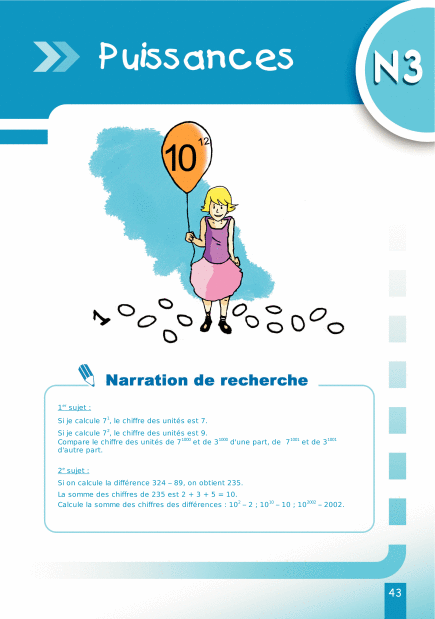 Puissances
N3
10¹²
1
Narration de recherche
1er sujet :
Si je calcule 7¹, le chiffre des unités est 7.
Si je calcule 7², le chiffre des unités est 9.
Compare le chiffre des unités de 7¹⁰⁰⁰ et de 3¹⁰⁰⁰ d'une part, de 7¹⁰⁰¹ et de 3¹⁰⁰¹
d'autre part.
2e sujet :
Si on calcule la différence 324 – 89, on obtient 235.
La somme des chiffres de 235 est 2 + 3 + 5 = 10.
Calcule la somme des chiffres des différences : 10² – 2 ; 10¹⁰ – 10 ; 10²⁰⁰² – 2002.
43